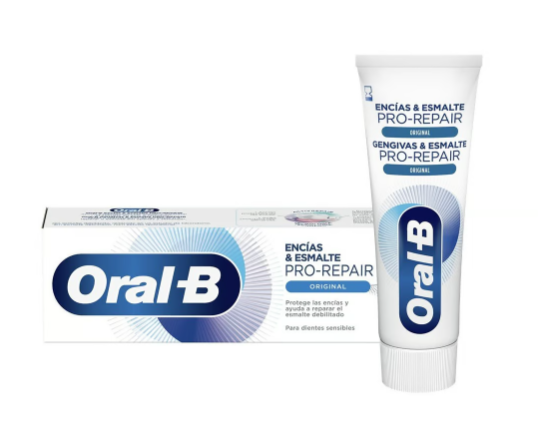 ENCÍAS & ESMALTE
PRO-REPAIR
ORIGINAL
GENGIVAS & ESMALTE
PRO-REPAIR
ORIGINAL
Oral-B
Oral-B
Oral-B
ENCÍAS
& ESMALTE
PRO-REPAIR
ORIGINAL
Protege las encías y
ayuda a reparar el
esmalte debilitado
Para dientes sensibles